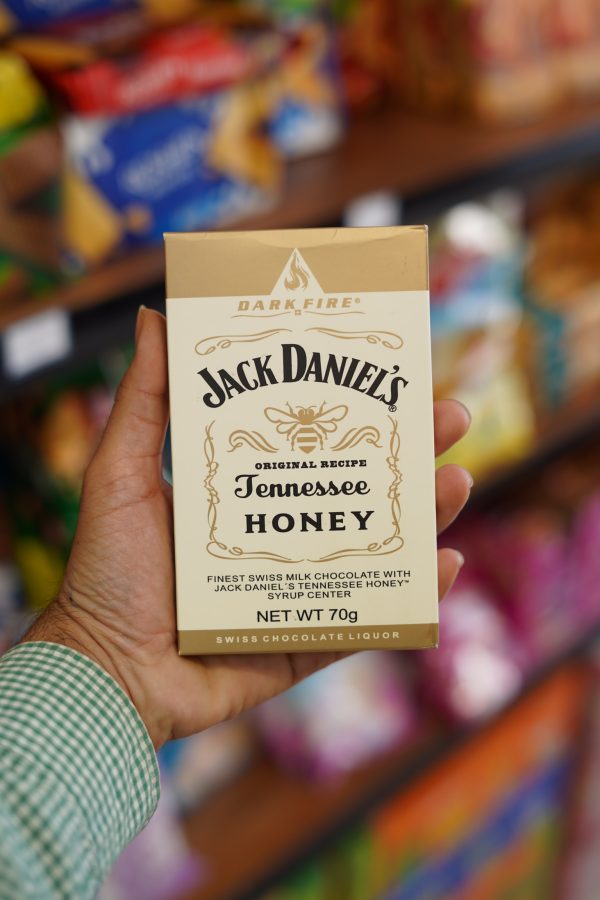 DARK FIRE®
JACK DANIEL'S®
ORIGINAL RECIPE
Tennessee
HONEY
FINEST SWISS MILK CHOCOLATE WITH
JACK DANIEL´S TENNESSEE HONEY™
SYRUP CENTER
NET WT 70g
SWISS CHOCOLATE LIQUOR